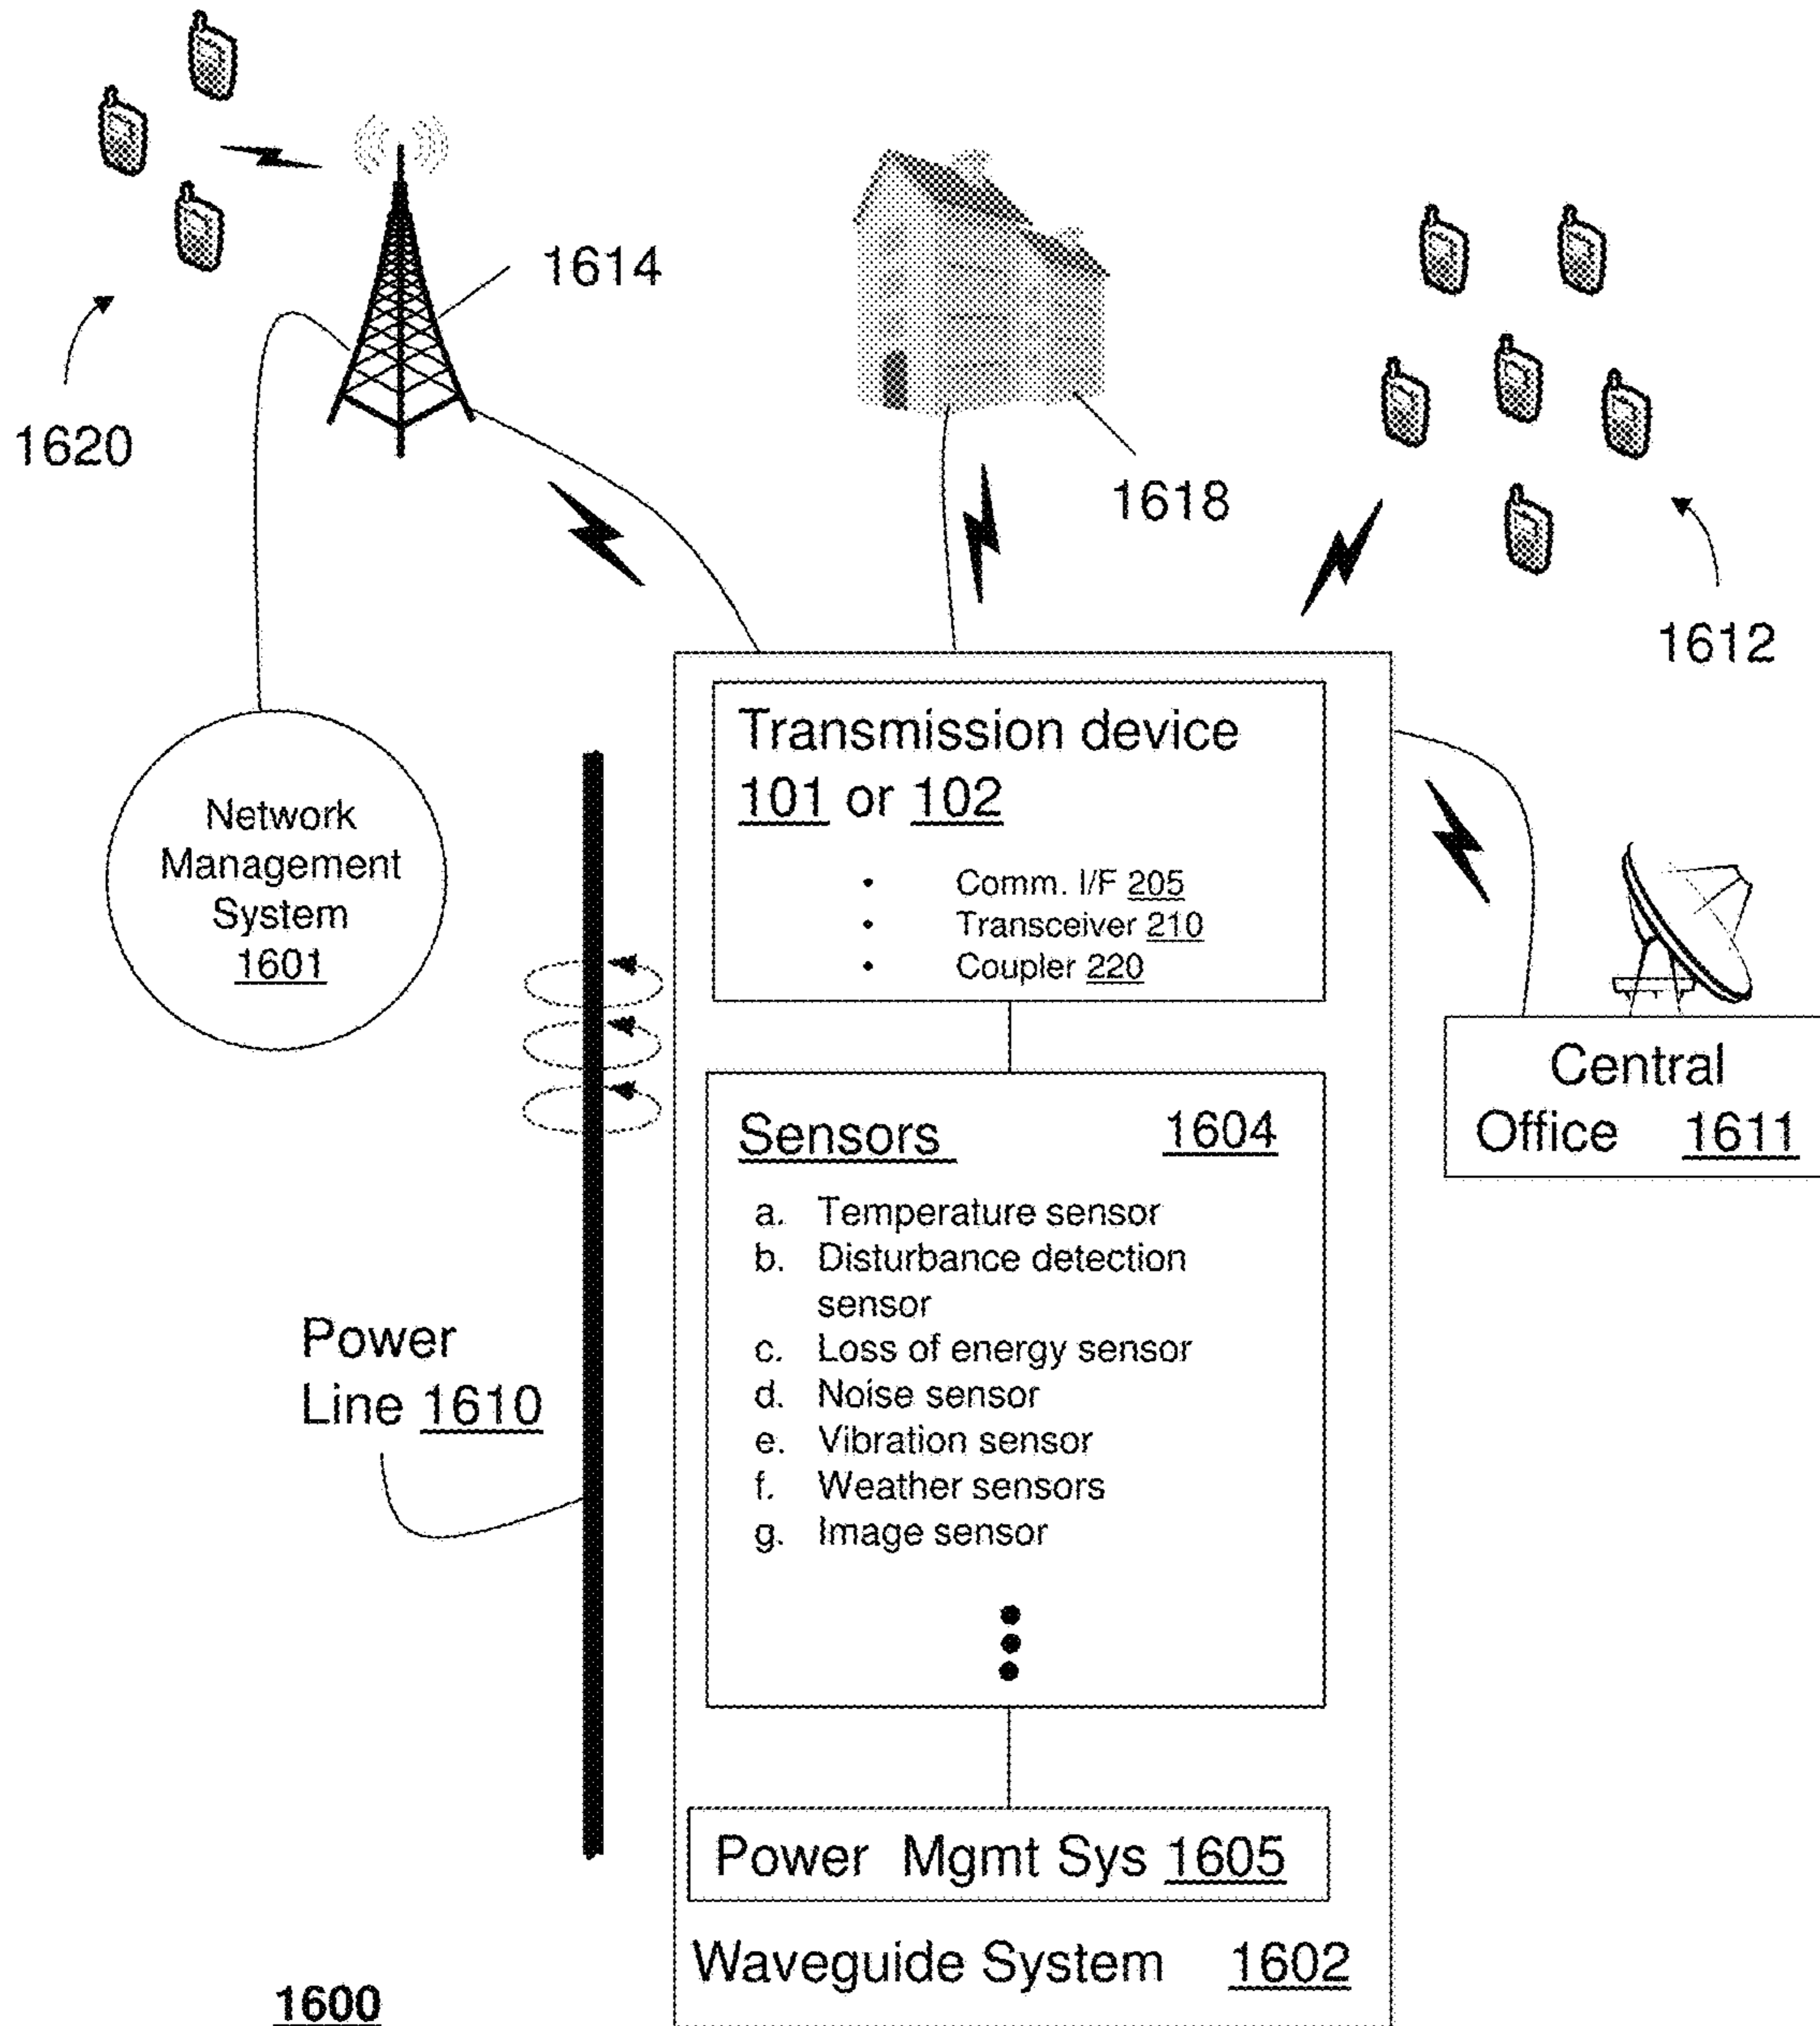 1614
1620
1618
1612
Network
Management
System
1601
Transmission device
101 or 102
• Comm. I/F 205
• Transceiver 210
• Coupler 220
Central
Office 1611
Sensors 1604
a. Temperature sensor
b. Disturbance detection
sensor
c. Loss of energy sensor
d. Noise sensor
e. Vibration sensor
f. Weather sensors
g. Image sensor
Power
Line 1610
Power Mgmt Sys 1605
Waveguide System 1602
1600